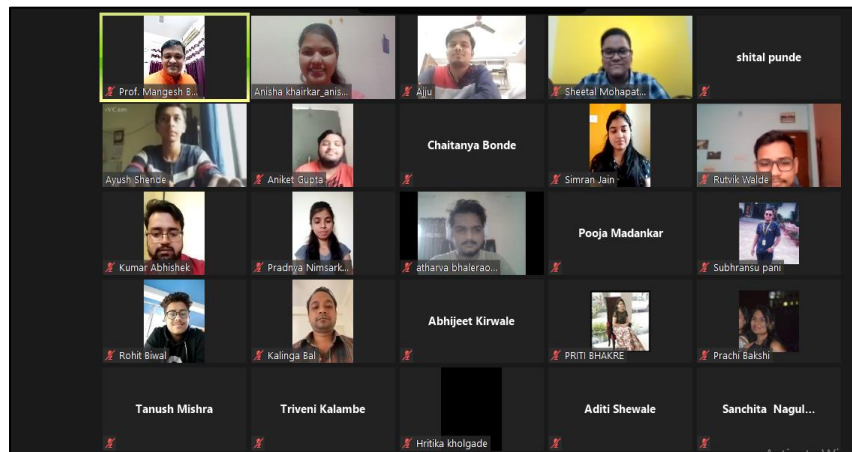 Prof. Mangesh B...
Anisha khairkar_anis...
Ajju
Sheetal Mohapat...
shital punde
Ayush Shende
Aniket Gupta
Chaitanya Bonde
Simran Jain
Rutvik Walde
Kumar Abhishek
Pradnya Nimsark...
atharva bhalerao...
Pooja Madankar
Subhransu pani
Rohit Biwal
Kalinga Bal
Abhijeet Kirwale
PRITI BHAKRE
Prachi Bakshi
Tanush Mishra
Triveni Kalambe
Hritika kholgade
Aditi Shewale
Sanchita Nagul...